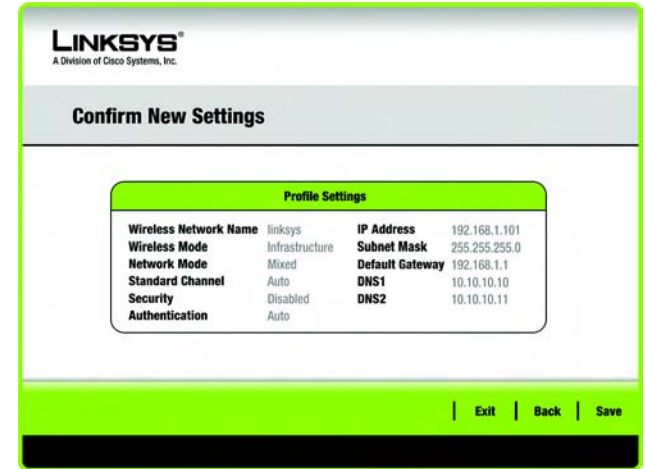 LINKSYS®
A Division of Cisco Systems, Inc.
Confirm New Settings
Profile Settings
Wireless Network Name linksys
Wireless Mode Infrastructure
Network Mode Mixed
Standard Channel Auto
Security Disabled
Authentication Auto
IP Address 192.168.1.101
Subnet Mask 255.255.255.0
Default Gateway 192.168.1.1
DNS1 10.10.10.10
DNS2 10.10.10.11
Exit Back Save